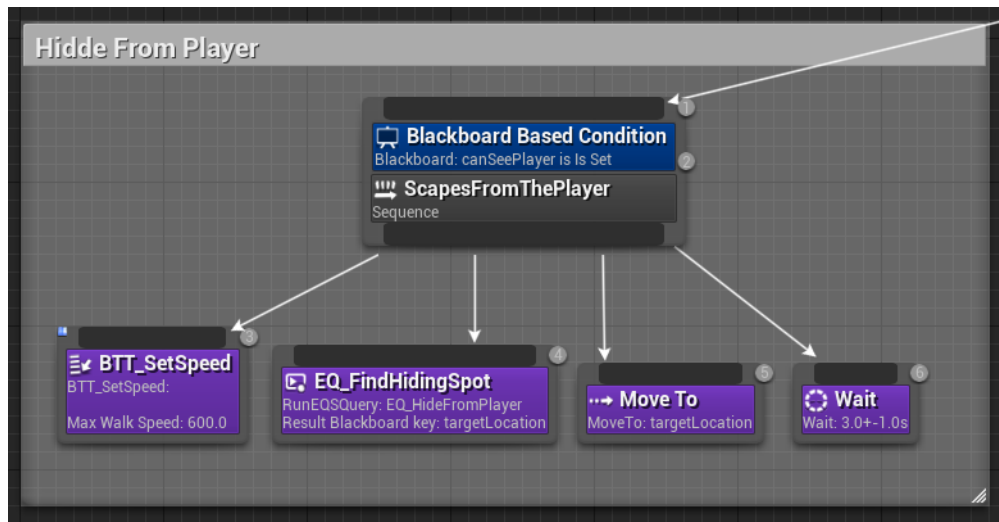 Hidde From Player
1
Blackboard Based Condition
Blackboard: canSeePlayer is Is Set
2
ScapesFromThePlayer
Sequence
3
BTT_SetSpeed
BTT_SetSpeed:
Max Walk Speed: 600.0
4
EQ_FindHidingSpot
RunEQSQuery: EQ_HideFromPlayer
Result Blackboard key: targetLocation
5
Move To
MoveTo: targetLocation
6
Wait
Wait: 3.0+-1.0s